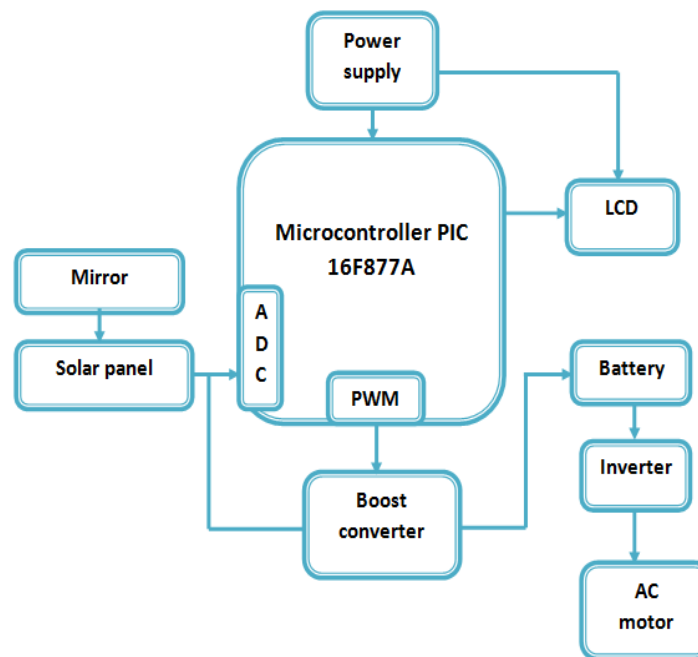 Power
supply
LCD
Microcontroller PIC
16F877A
Mirror
Solar panel
A
D
C
PWM
Battery
Boost
converter
Inverter
AC
motor